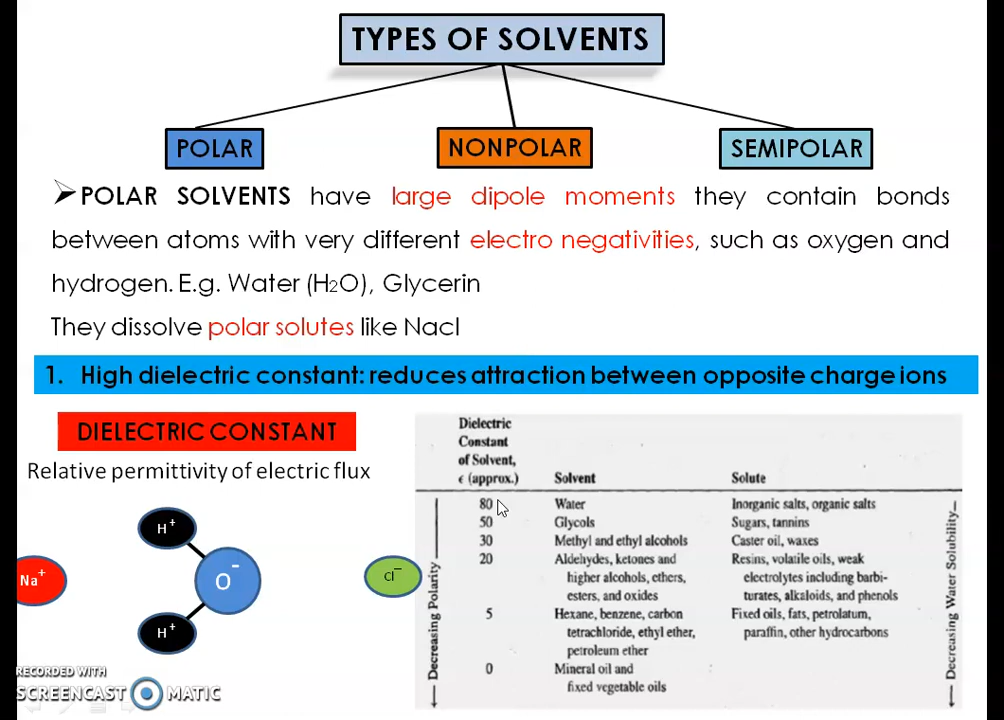 TYPES OF SOLVENTS
POLAR
NONPOLAR
SEMIPOLAR
POLAR SOLVENTS have large dipole moments they contain bonds
between atoms with very different electro negativities, such as oxygen and
hydrogen. E.g. Water (H2O), Glycerin
They dissolve polar solutes like Nacl
1. High dielectric constant: reduces attraction between opposite charge ions
DIELECTRIC CONSTANT
Relative permittivity of electric flux
H+
O-
H+
Na+
Cl-
Dielectric
Constant
of Solvent,
ϵ (approx.) Solvent Solute
80 Water Inorganic salts, organic salts
50 Glycols Sugars, tannins
30 Methyl and ethyl alcohols Caster oil, waxes
20 Aldehydes, ketones and Resins, volatile oils, weak
higher alcohols, ethers, electrolytes including barbi-
esters, and oxides turates, alkaloids, and phenols
5 Hexane, benzene, carbon Fixed oils, fats, petrolatum,
tetrachloride, ethyl ether, paraffin, other hydrocarbons
petroleum ether
0 Mineral oil and
fixed vegetable oils
Decreasing Polarity
Decreasing Water Solubility
RECORDED WITH
SCREENCAST MATIC